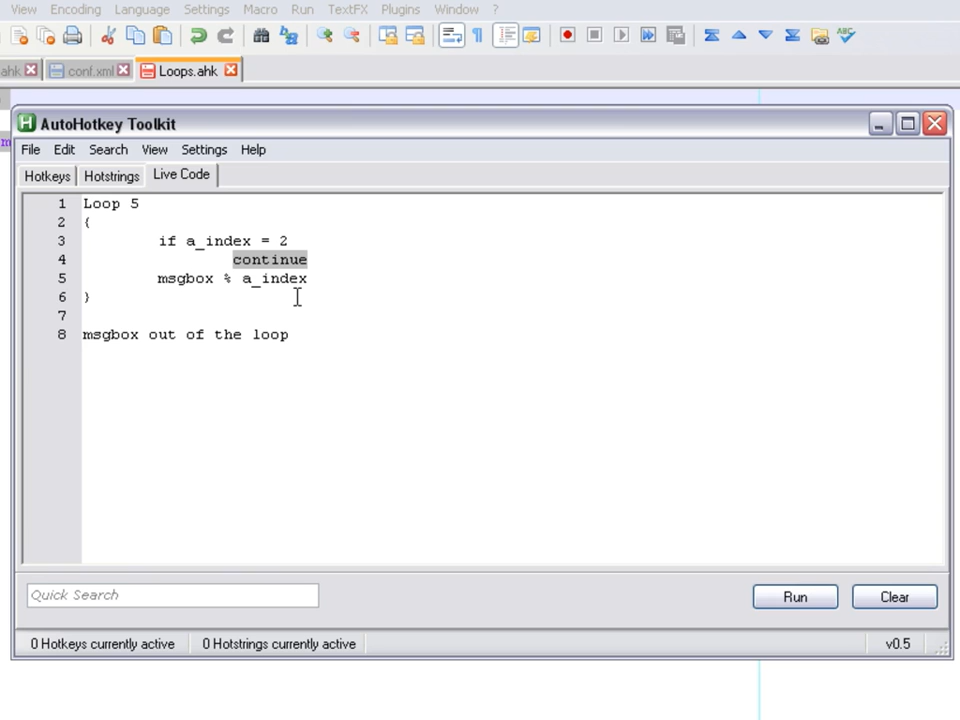 View Encoding Language Settings Macro Run TextFX Plugins Window ?
ABC
ahk conf.xml Loops.ahk
AutoHotkey Toolkit
File Edit Search View Settings Help
Hotkeys Hotstrings Live Code
1 Loop 5
2 {
3 if a_index = 2
4 continue
5 msgbox % a_index
6 }
7
8 msgbox out of the loop
Quick Search Run Clear
0 Hotkeys currently active 0 Hotstrings currently active v0.5